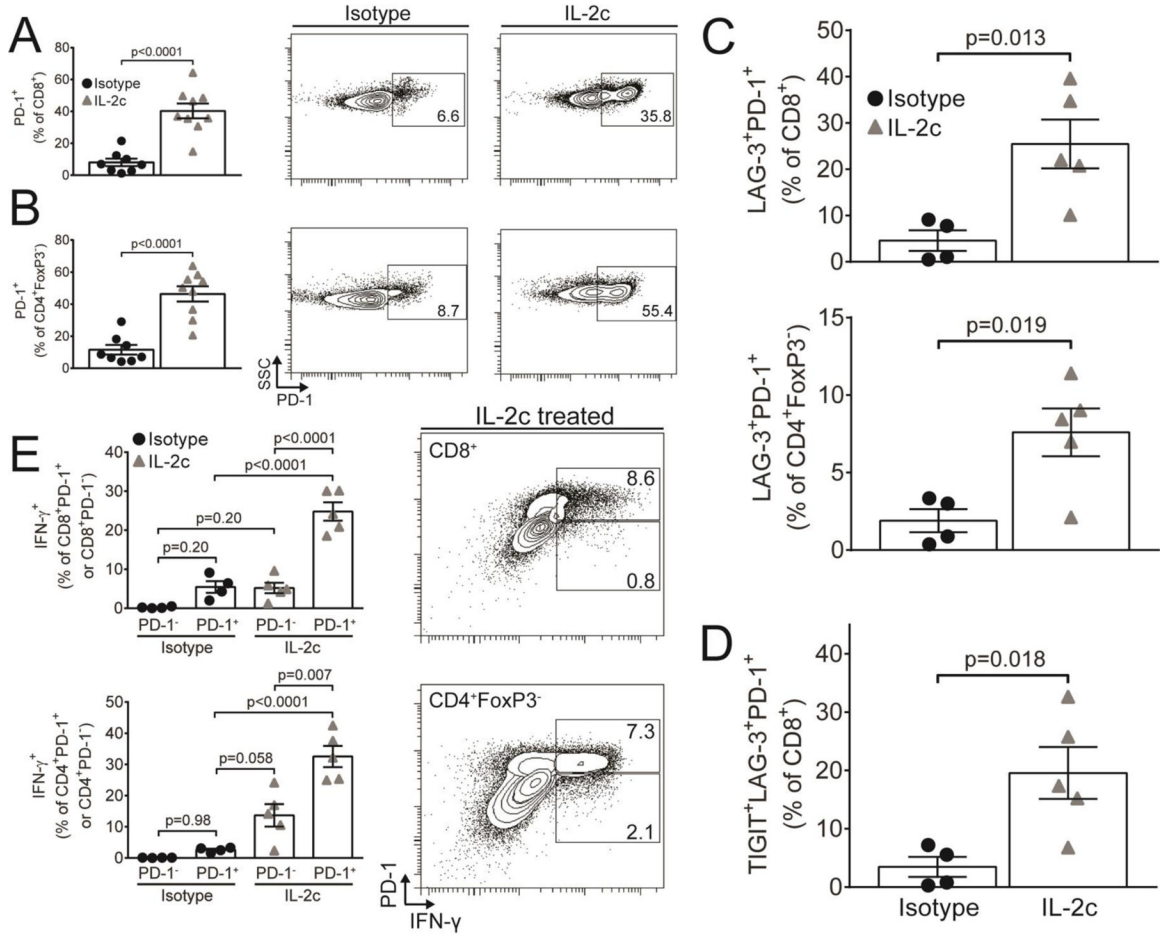 A
PD-1⁺
(% of CD8⁺)
80
60
40
20
0
p<0.0001
Isotype
IL-2c
Isotype
6.6
IL-2c
35.8
B
PD-1⁺
(% of CD4⁺FoxP3⁻)
80
60
40
20
0
p<0.0001
8.7
55.4
SSC
PD-1
C
LAG-3⁺PD-1⁺
(% of CD8⁺)
50
40
30
20
10
0
p=0.013
Isotype
IL-2c
LAG-3⁺PD-1⁺
(% of CD4⁺FoxP3⁻)
15
10
5
0
p=0.019
D
TIGIT⁺LAG-3⁺PD-1⁺
(% of CD8⁺)
40
30
20
10
0
p=0.018
Isotype
IL-2c
E
Isotype
IL-2c
IFN-γ⁺
(% of CD8⁺PD-1⁺
or CD8⁺PD-1⁻)
40
30
20
10
0
p<0.0001
p<0.0001
p=0.20
p=0.20
PD-1⁻ PD-1⁺ PD-1⁻ PD-1⁺
Isotype IL-2c
IL-2c treated
CD8⁺
8.6
0.8
IFN-γ⁺
(% of CD4⁺PD-1⁺
or CD4⁺PD-1⁻)
50
40
30
20
10
0
p=0.007
p<0.0001
p=0.058
p=0.98
PD-1⁻ PD-1⁺ PD-1⁻ PD-1⁺
Isotype IL-2c
CD4⁺FoxP3⁻
7.3
2.1
PD-1
IFN-γ